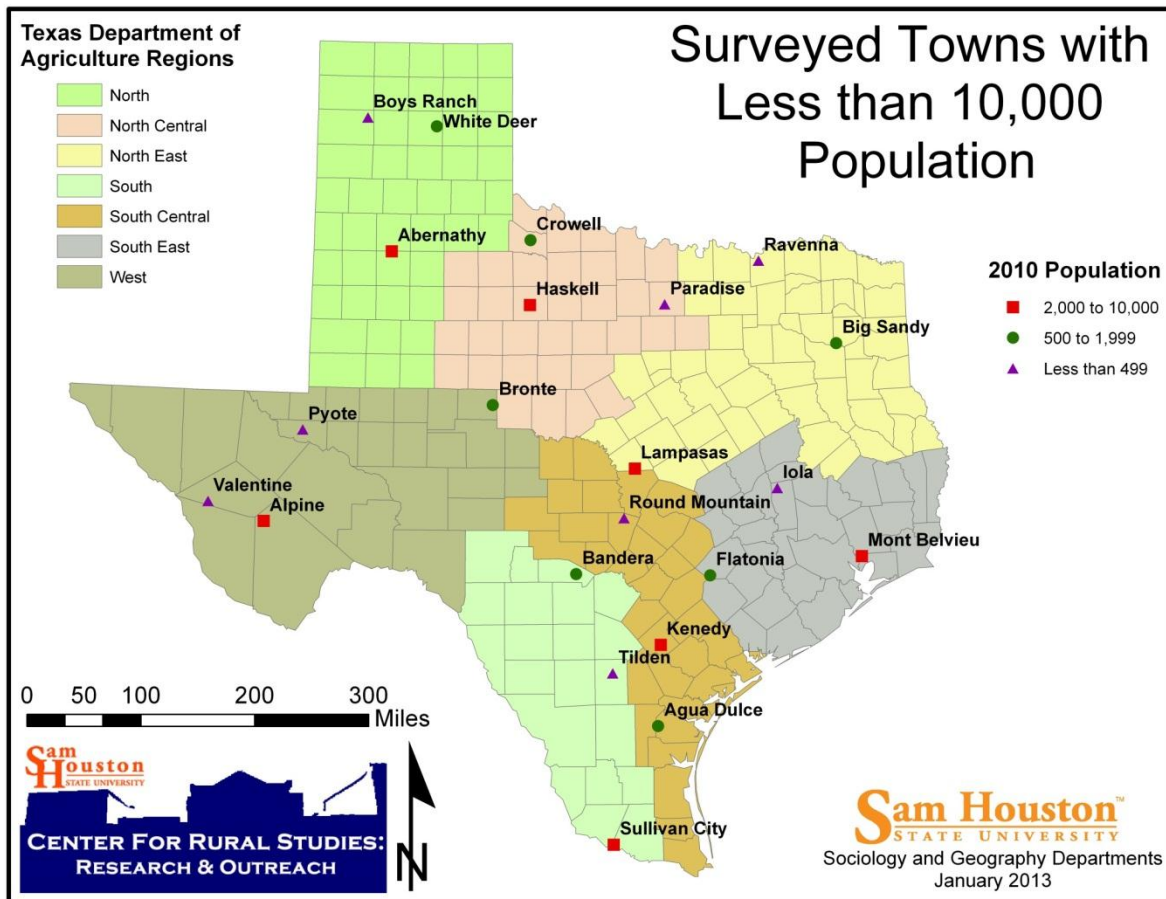 Surveyed Towns with
Less than 10,000
Population
Texas Department of
Agriculture Regions
North
North Central
North East
South
South Central
South East
West
2010 Population
2,000 to 10,000
500 to 1,999
Less than 499
Boys Ranch
White Deer
Abernathy
Crowell
Ravenna
Haskell
Paradise
Big Sandy
Bronte
Pyote
Lampasas
Iola
Valentine
Alpine
Round Mountain
Mont Belvieu
Bandera
Flatonia
Kenedy
Tilden
Agua Dulce
Sullivan City
0 50 100 200 300
Miles
Sam
Houston
STATE UNIVERSITY
CENTER FOR RURAL STUDIES:
RESEARCH & OUTREACH
N
Sam Houston™
STATE UNIVERSITY
Sociology and Geography Departments
January 2013